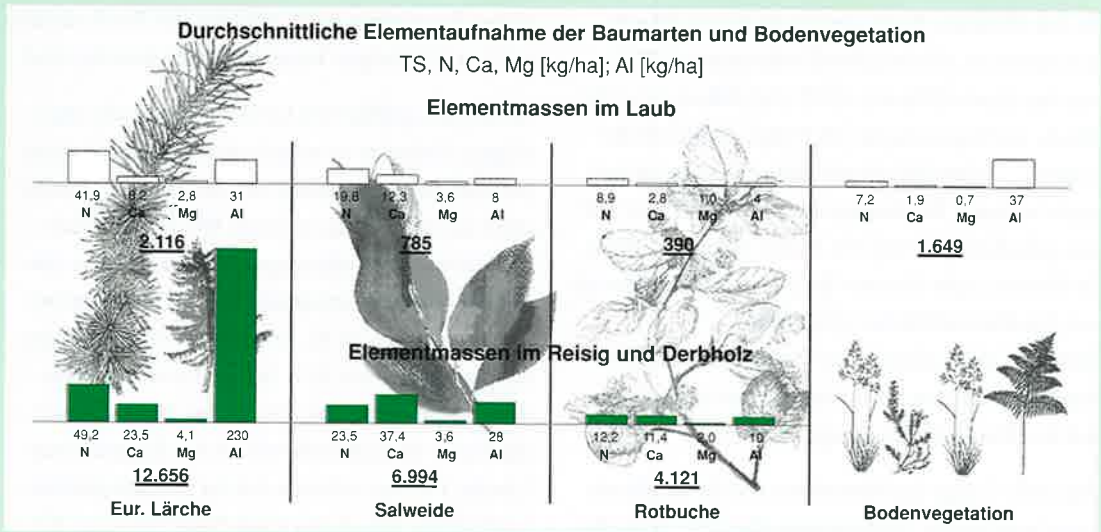 Durchschnittliche Elementaufnahme der Baumarten und Bodenvegetation
TS, N, Ca, Mg [kg/ha]; Al [kg/ha]
Elementmassen im Laub
41,9 8,2 2,8 31
N Ca Mg Al
2.116
19,8 12,3 3,6 8
N Ca Mg Al
785
8,9 2,8 1,0 4
N Ca Mg Al
390
7,2 1,9 0,7 37
N Ca Mg Al
1.649
Elementmassen im Reisig und Derbholz
49,2 23,5 4,1 230
N Ca Mg Al
12.656
Eur. Lärche
23,5 37,4 3,6 28
N Ca Mg Al
6.994
Salweide
12,2 11,4 2,0 10
N Ca Mg Al
4.121
Rotbuche
Bodenvegetation